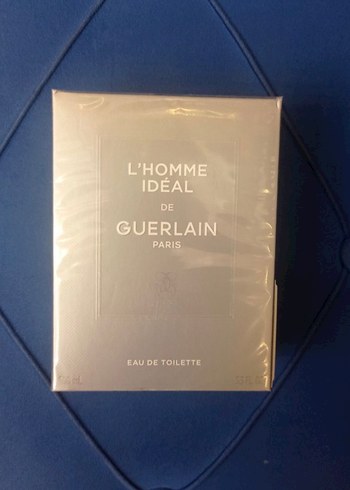 L'HOMME
IDÉAL
DE
GUERLAIN
PARIS
EAU DE TOILETTE